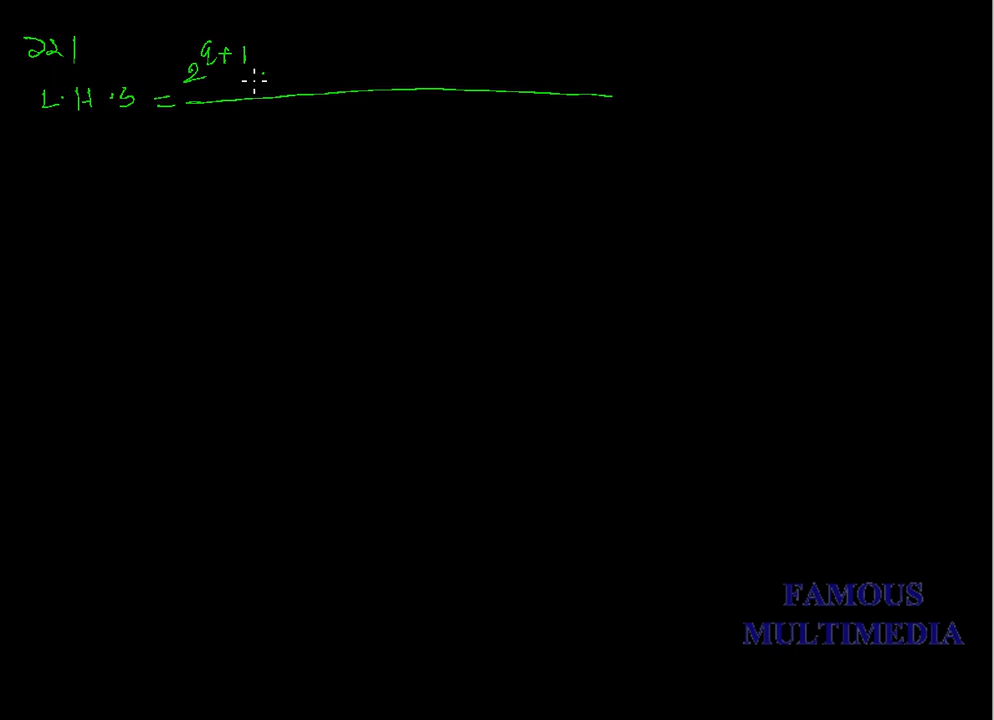 221
2^{q+1} .
L.H.S =
FAMOUS
MULTIMEDIA